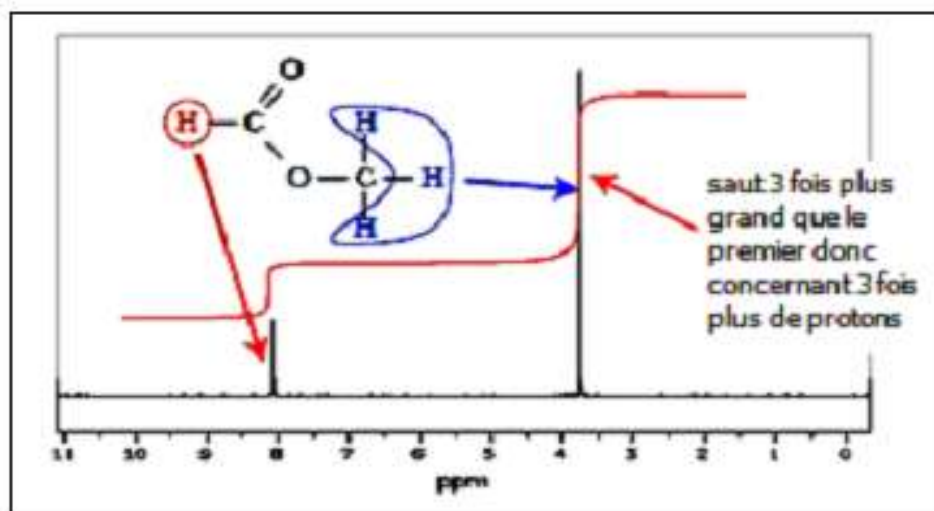 O
H C H
O C H
H
saut 3 fois plus
grand que le
premier donc
concernant 3 fois
plus de protons
11 10 9 8 7 6 5 4 3 2 1 0
ppm